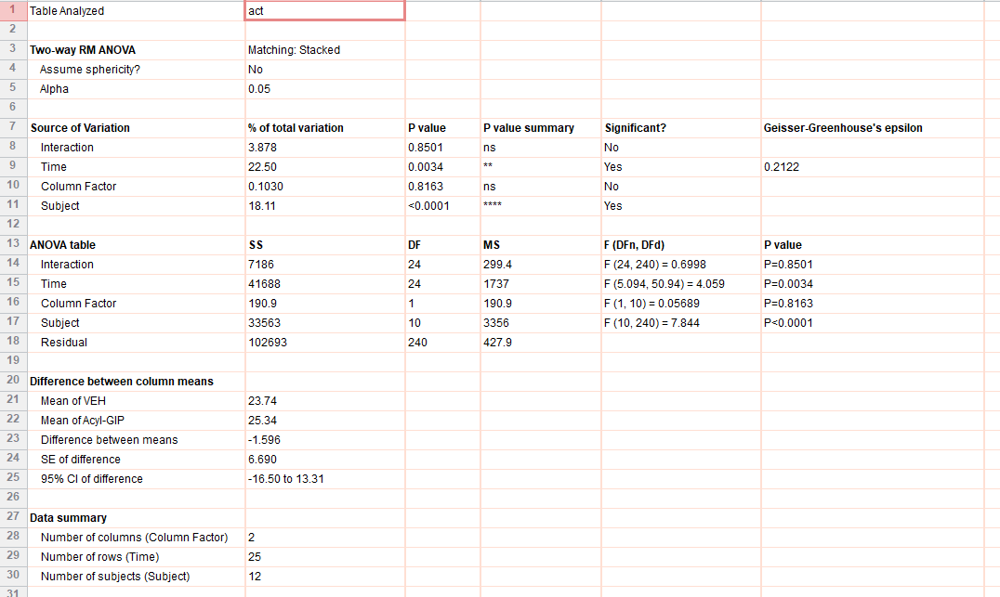 1 Table Analyzed act
2
3 Two-way RM ANOVA Matching: Stacked
4 Assume sphericity? No
5 Alpha 0.05
6
7 Source of Variation % of total variation P value P value summary Significant? Geisser-Greenhouse's epsilon
8 Interaction 3.878 0.8501 ns No
9 Time 22.50 0.0034 ** Yes 0.2122
10 Column Factor 0.1030 0.8163 ns No
11 Subject 18.11 <0.0001 **** Yes
12
13 ANOVA table SS DF MS F (DFn, DFd) P value
14 Interaction 7186 24 299.4 F (24, 240) = 0.6998 P=0.8501
15 Time 41688 24 1737 F (5.094, 50.94) = 4.059 P=0.0034
16 Column Factor 190.9 1 190.9 F (1, 10) = 0.05689 P=0.8163
17 Subject 33563 10 3356 F (10, 240) = 7.844 P<0.0001
18 Residual 102693 240 427.9
19
20 Difference between column means
21 Mean of VEH 23.74
22 Mean of Acyl-GIP 25.34
23 Difference between means -1.596
24 SE of difference 6.690
25 95% CI of difference -16.50 to 13.31
26
27 Data summary
28 Number of columns (Column Factor) 2
29 Number of rows (Time) 25
30 Number of subjects (Subject) 12
31